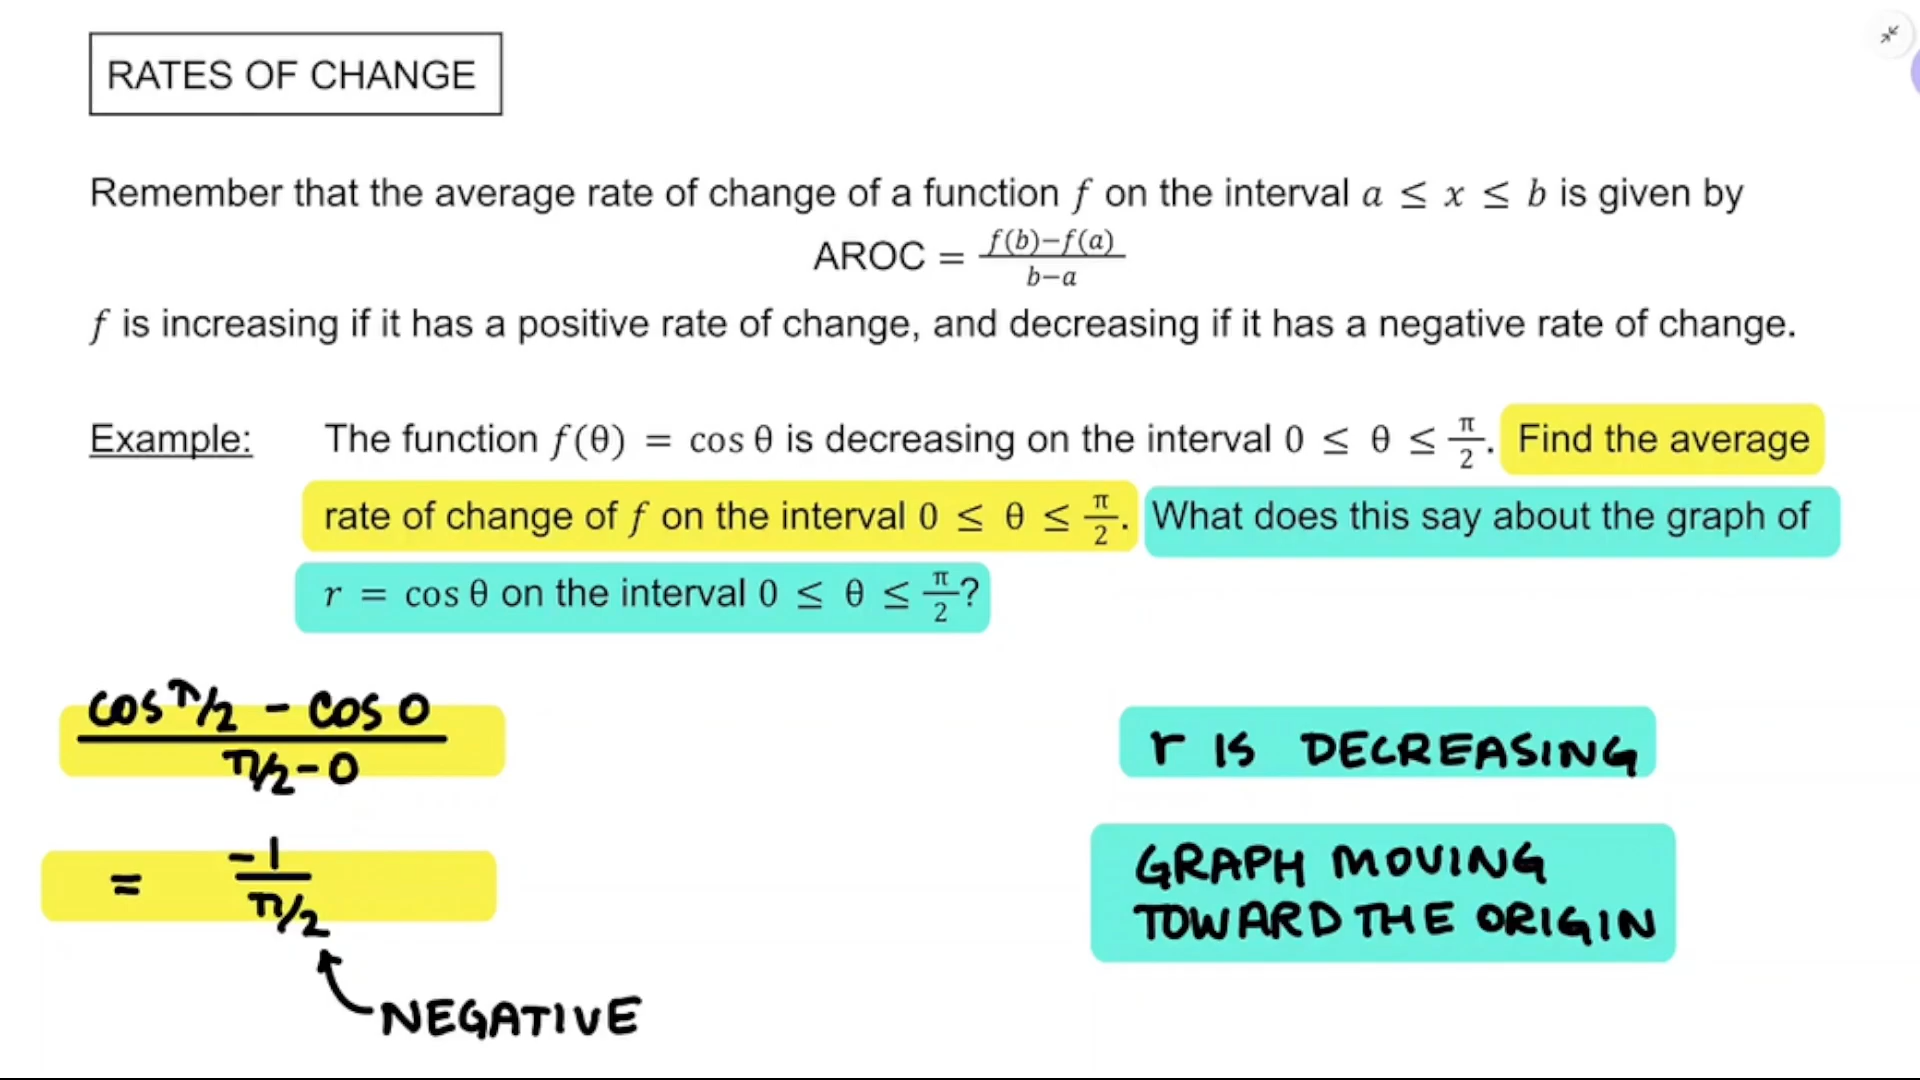 RATES OF CHANGE
Remember that the average rate of change of a function f on the interval a ≤ x ≤ b is given by
AROC = f(b)−f(a) / b−a
f is increasing if it has a positive rate of change, and decreasing if it has a negative rate of change.
Example: The function f(θ) = cos θ is decreasing on the interval 0 ≤ θ ≤ π/2. Find the average
rate of change of f on the interval 0 ≤ θ ≤ π/2. What does this say about the graph of
r = cos θ on the interval 0 ≤ θ ≤ π/2?
cos π/2 − cos 0 / π/2 − 0
= −1 / π/2
NEGATIVE
r IS DECREASING
GRAPH MOVING
TOWARD THE ORIGIN